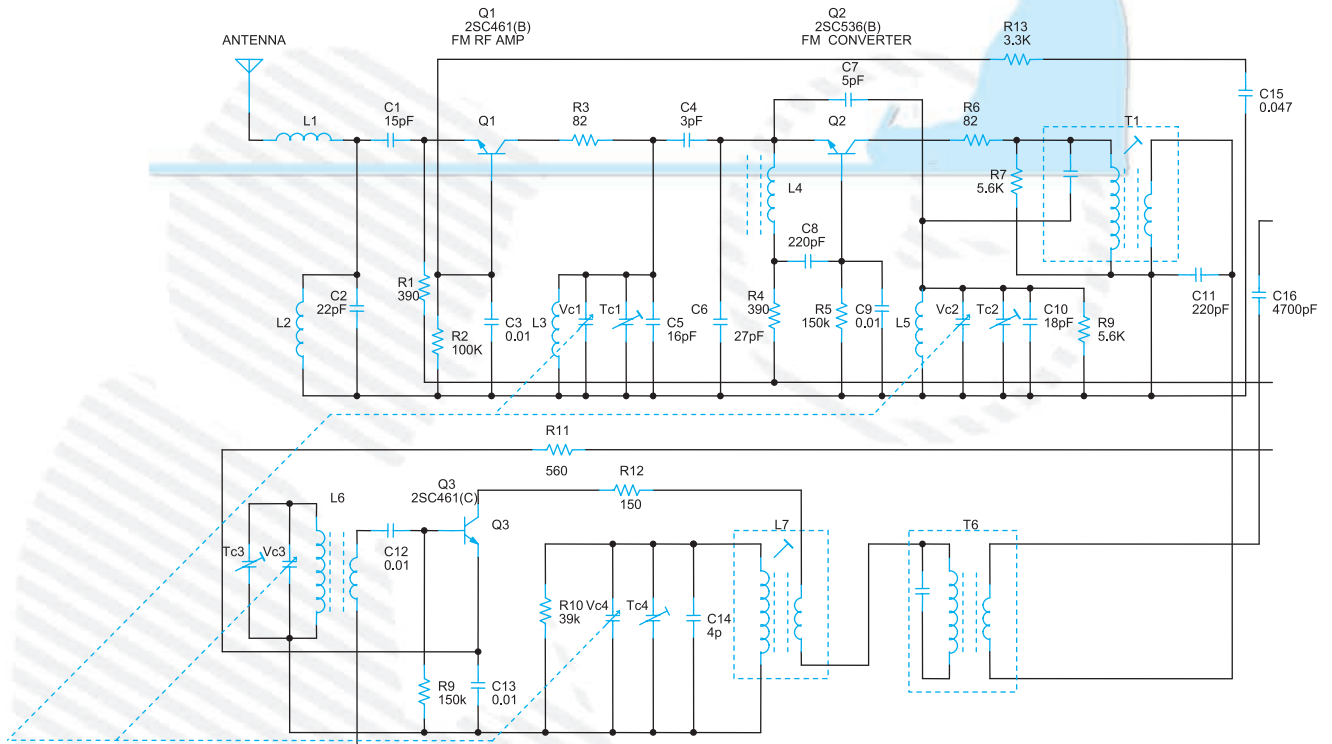 Q1
2SC461(B)
FM RF AMP
Q2
2SC536(B)
FM CONVERTER
R13
3.3K
ANTENNA
C7
5pF
C15
0.047
L1
C1
15pF
Q1
R3
82
C4
3pF
Q2
R6
82
T1
R7
5.6K
L4
C8
220pF
L2
C2
22pF
R1
390
R2
100K
C3
0.01
L3
Vc1
Tc1
C5
16pF
C6
27pF
R4
390
R5
150k
C9
0.01
L5
Vc2
Tc2
C10
18pF
R9
5.6K
C11
220pF
C16
4700pF
R11
560
R12
150
Q3
2SC461(C)
Q3
L6
L7
T6
Tc3
Vc3
C12
0.01
R10
39k
Vc4
Tc4
C14
4p
R9
150k
C13
0.01